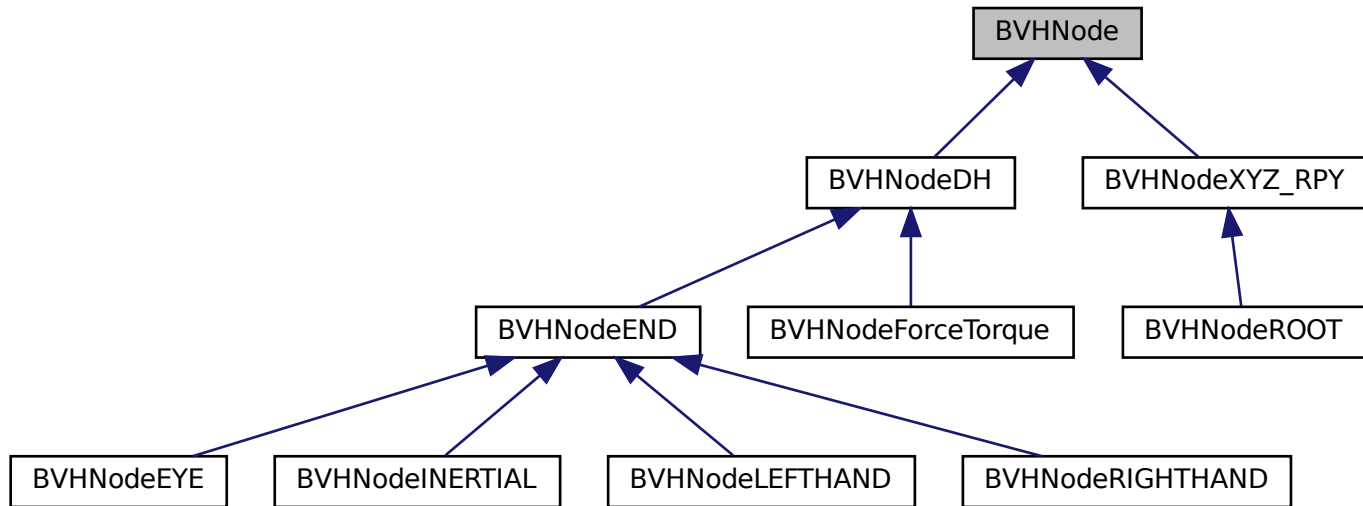 BVHNode
BVHNodeDH
BVHNodeXYZ_RPY
BVHNodeEND
BVHNodeForceTorque
BVHNodeROOT
BVHNodeEYE
BVHNodeINERTIAL
BVHNodeLEFTHAND
BVHNodeRIGHTHAND